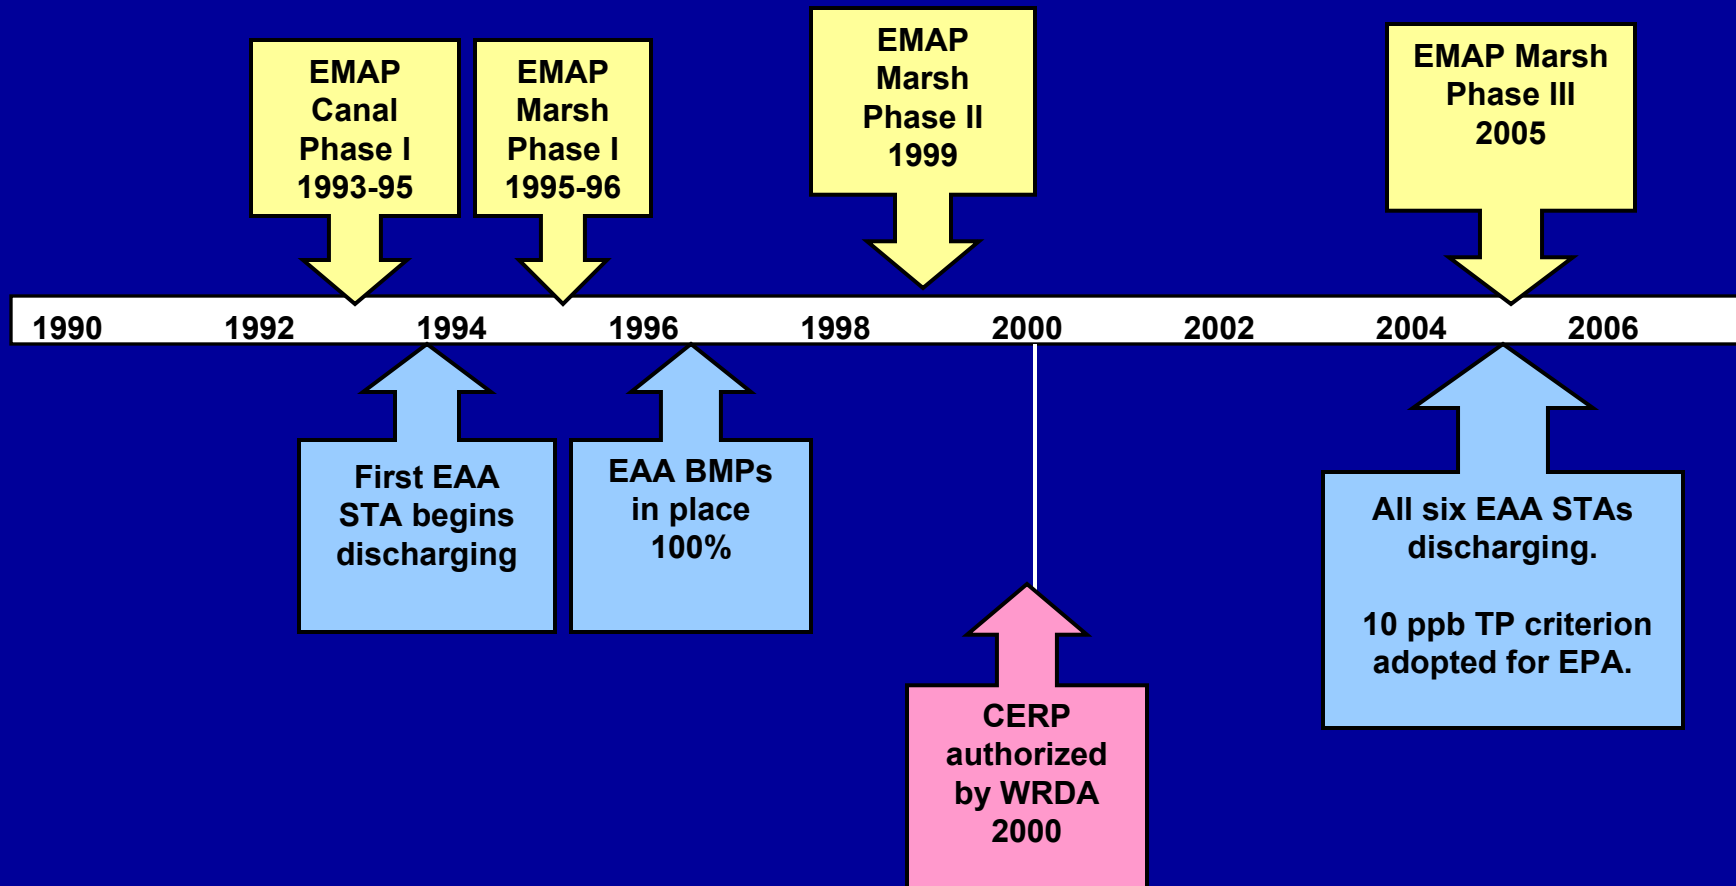 EMAP
Canal
Phase I
1993-95
EMAP
Marsh
Phase I
1995-96
EMAP
Marsh
Phase II
1999
EMAP Marsh
Phase III
2005
1990 1992 1994 1996 1998 2000 2002 2004 2006
First EAA
STA begins
discharging
EAA BMPs
in place
100%
CERP
authorized
by WRDA
2000
All six EAA STAs
discharging.
10 ppb TP criterion
adopted for EPA.